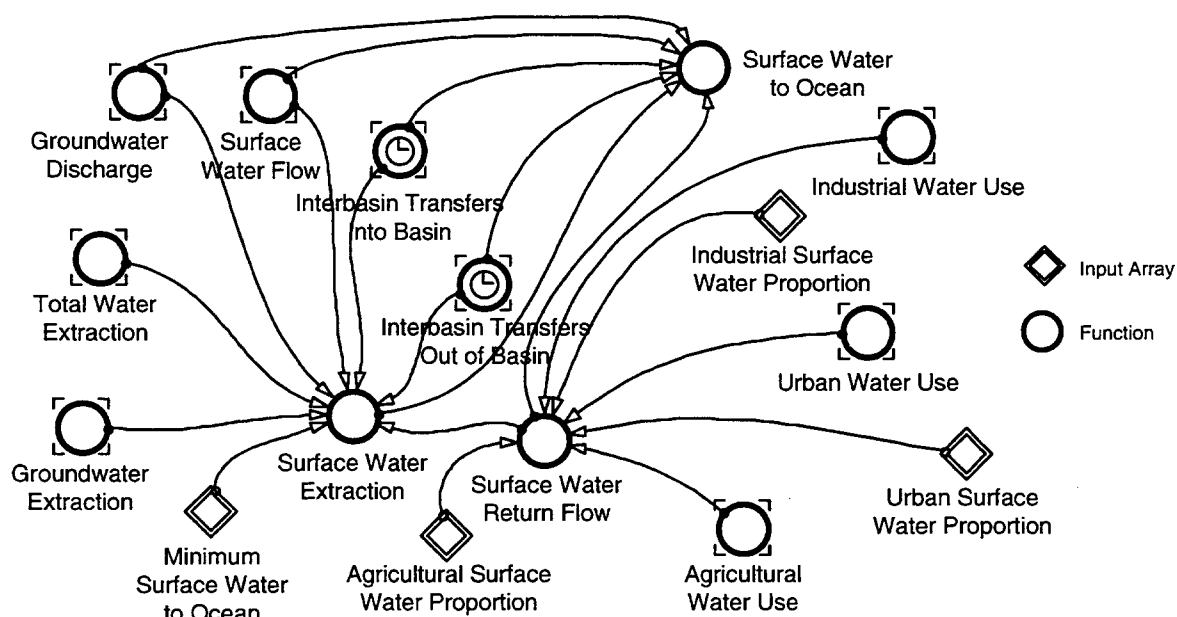 Surface Water
to Ocean
Groundwater
Discharge
Surface
Water Flow
Industrial Water Use
Interbasin Transfers
Into Basin
Industrial Surface
Water Proportion
Input Array
Total Water
Extraction
Interbasin Transfers
Out of Basin
Function
Urban Water Use
Groundwater
Extraction
Surface Water
Extraction
Surface Water
Return Flow
Urban Surface
Water Proportion
Minimum
Surface Water
to Ocean
Agricultural Surface
Water Proportion
Agricultural
Water Use